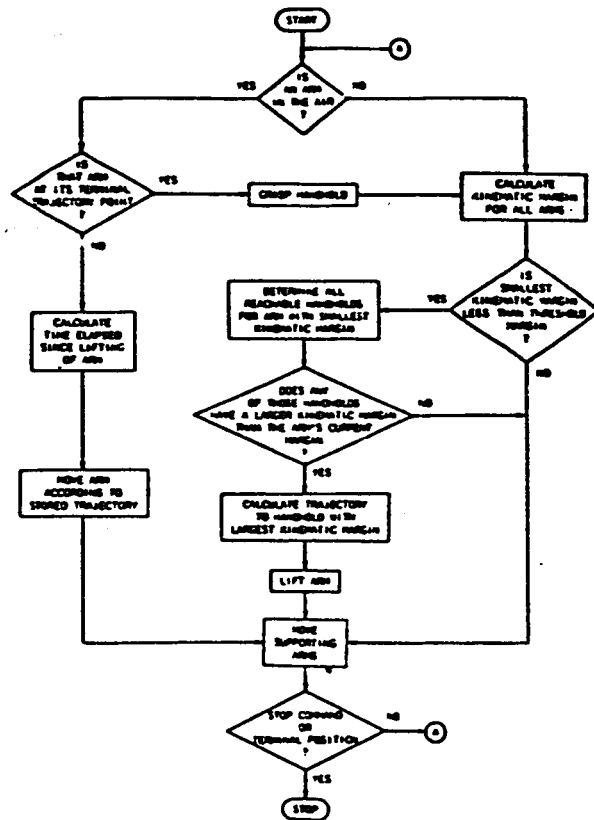 START
A
IS
AN ARM
IN THE AIR
?
YES
NO
IS
THAT ARM
AT ITS TERMINAL
TRAJECTORY POINT
?
YES
NO
GRASP HANDHOLD
CALCULATE
KINEMATIC MARGIN
FOR ALL ARMS
IS
SMALLEST
KINEMATIC MARGIN
LESS THAN THRESHOLD
MARGIN
?
YES
NO
DETERMINE ALL
REACHABLE HANDHOLDS
FOR ARM WITH SMALLEST
KINEMATIC MARGIN
CALCULATE
TIME ELAPSED
SINCE LIFTING
OF ARM
DOES ANY
OF THOSE HANDHOLDS
HAVE A LARGER KINEMATIC MARGIN
THAN THE ARM'S CURRENT
MARGIN
?
NO
YES
MOVE ARM
ACCORDING TO
STORED TRAJECTORY
CALCULATE TRAJECTORY
TO HANDHOLD WITH
LARGEST KINEMATIC MARGIN
LIFT ARM
MOVE
SUPPORTING
ARMS
STOP COMMAND
OR
TERMINAL POSITION
?
NO
A
YES
STOP